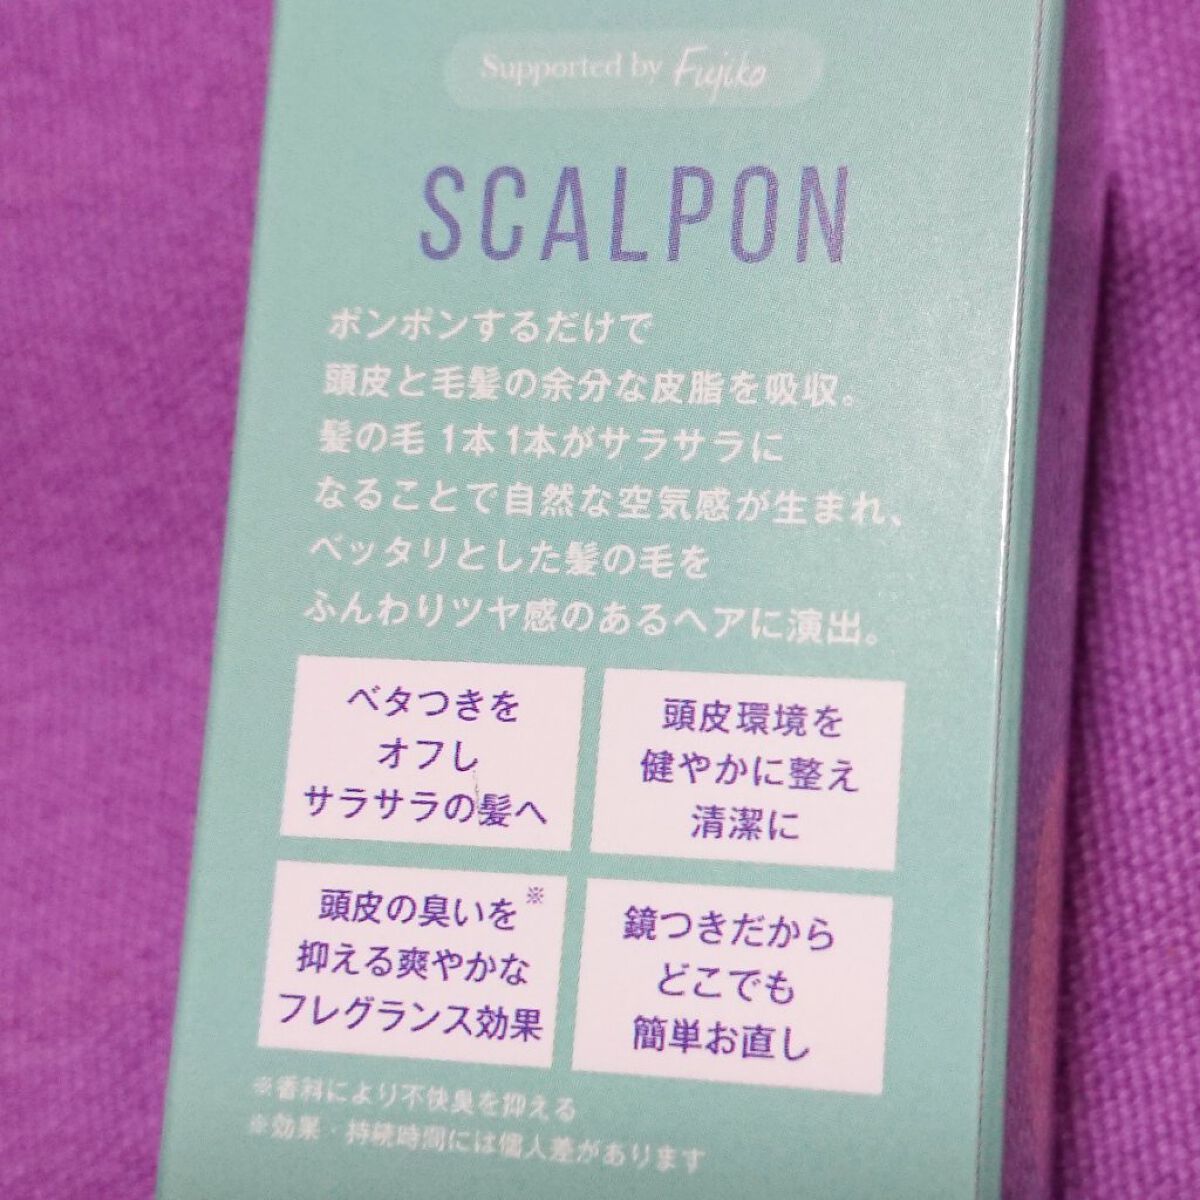 Supported by Fujiko
SCALPON
ポンポンするだけで
頭皮と毛髪の余分な皮脂を吸収。
髪の毛1本1本がサラサラに
なることで自然な空気感が生まれ、
ベッタリとした髪の毛を
ふんわりツヤ感のあるヘアに演出。
ベタつきを
オフし
サラサラの髪へ
頭皮環境を
健やかに整え
清潔に
頭皮の臭いを※
抑える爽やかな
フレグランス効果
鏡つきだから
どこでも
簡単お直し
※香料により不快臭を抑える
※効果・持続時間には個人差があります